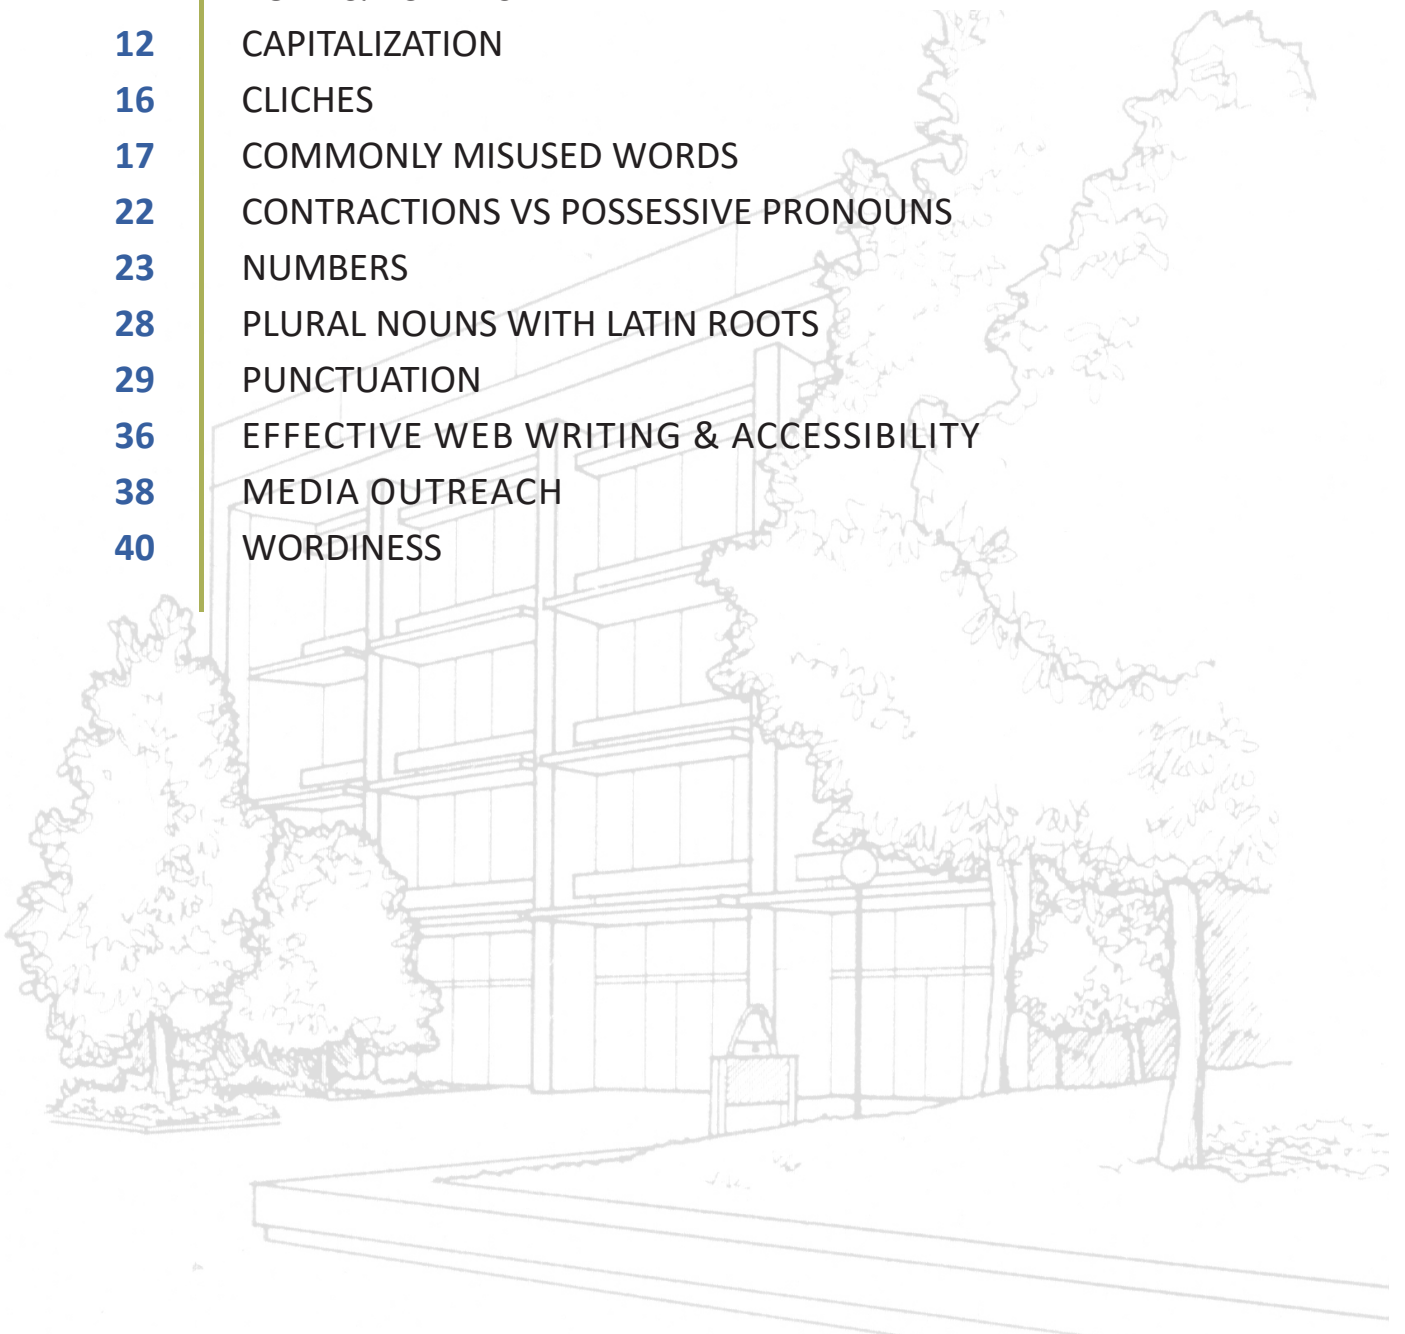 12 CAPITALIZATION
16 CLICHES
17 COMMONLY MISUSED WORDS
22 CONTRACTIONS VS POSSESSIVE PRONOUNS
23 NUMBERS
28 PLURAL NOUNS WITH LATIN ROOTS
29 PUNCTUATION
36 EFFECTIVE WEB WRITING & ACCESSIBILITY
38 MEDIA OUTREACH
40 WORDINESS